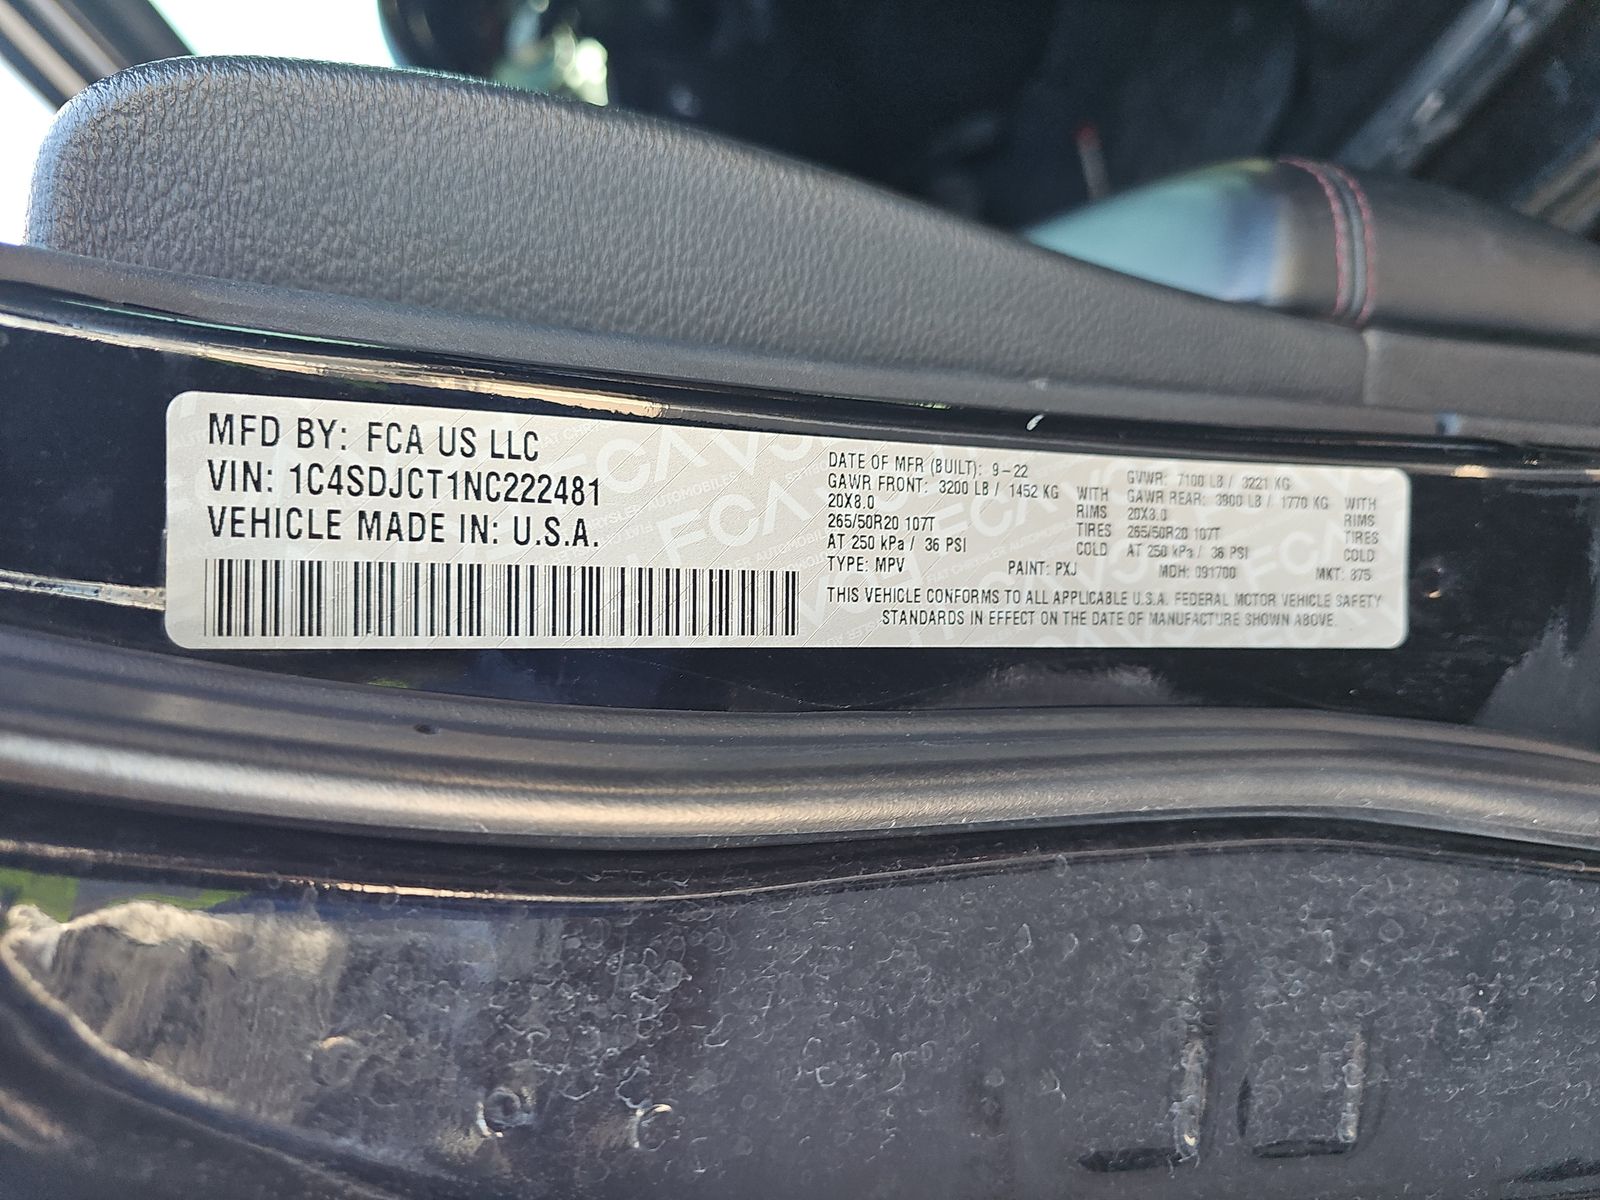 MFD BY: FCA US LLC
VIN: 1C4SDJCT1NC222481
VEHICLE MADE IN: U.S.A.
DATE OF MFR (BUILT): 9-22 GVWR: 7100 LB / 3221 KG
GAWR FRONT: 3200 LB / 1452 KG WITH GAWR REAR: 3900 LB / 1770 KG WITH
20X8.0 RIMS 20X8.0 RIMS
265/50R20 107T TIRES 265/50R20 107T TIRES
AT 250 kPa / 36 PSI COLD AT 250 kPa / 36 PSI COLD
TYPE: MPV PAINT: PXJ MDH: 091700 MKT: 875
THIS VEHICLE CONFORMS TO ALL APPLICABLE U.S.A. FEDERAL MOTOR VEHICLE SAFETY
STANDARDS IN EFFECT ON THE DATE OF MANUFACTURE SHOWN ABOVE.